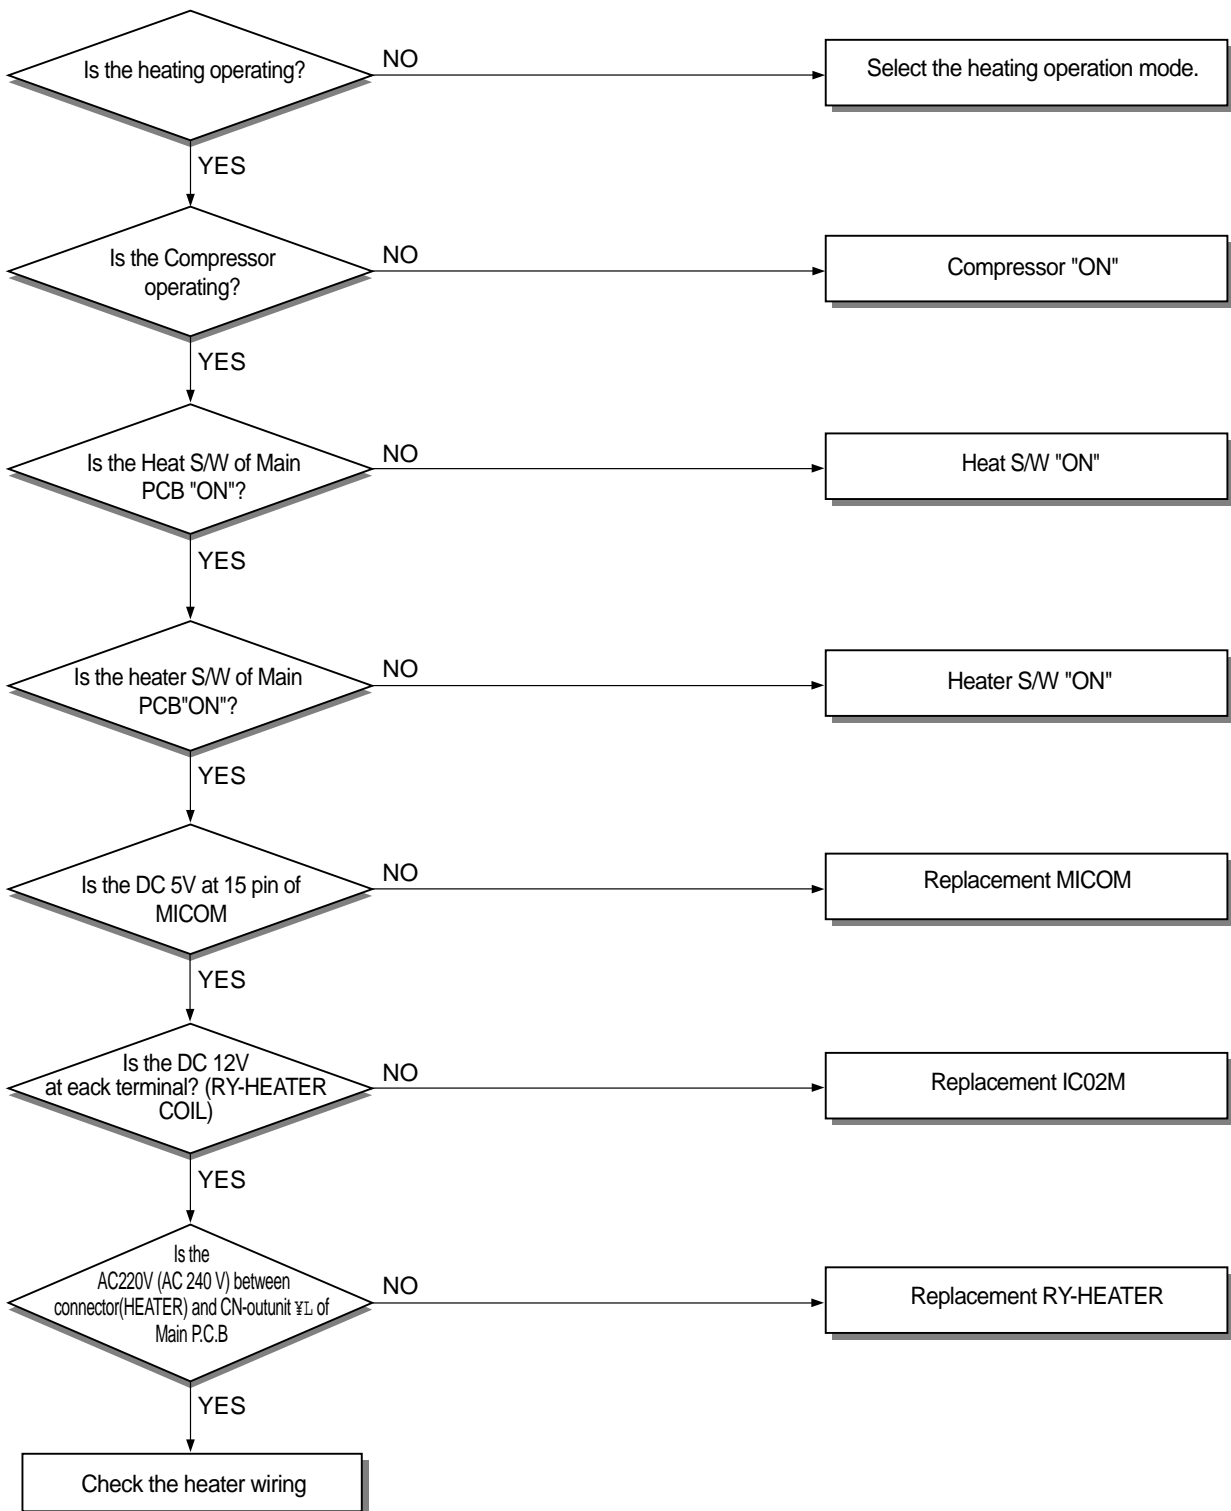 Is the heating operating?
NO
Select the heating operation mode.
YES
Is the Compressor
operating?
NO
Compressor "ON"
YES
Is the Heat S/W of Main
PCB "ON"?
NO
Heat S/W "ON"
YES
Is the heater S/W of Main
PCB"ON"?
NO
Heater S/W "ON"
YES
Is the DC 5V at 15 pin of
MICOM
NO
Replacement MICOM
YES
Is the DC 12V
at eack terminal? (RY-HEATER
COIL)
NO
Replacement IC02M
YES
Is the
AC220V (AC 240 V) between
connector(HEATER) and CN-outunit ¥L of
Main P.C.B
NO
Replacement RY-HEATER
YES
Check the heater wiring